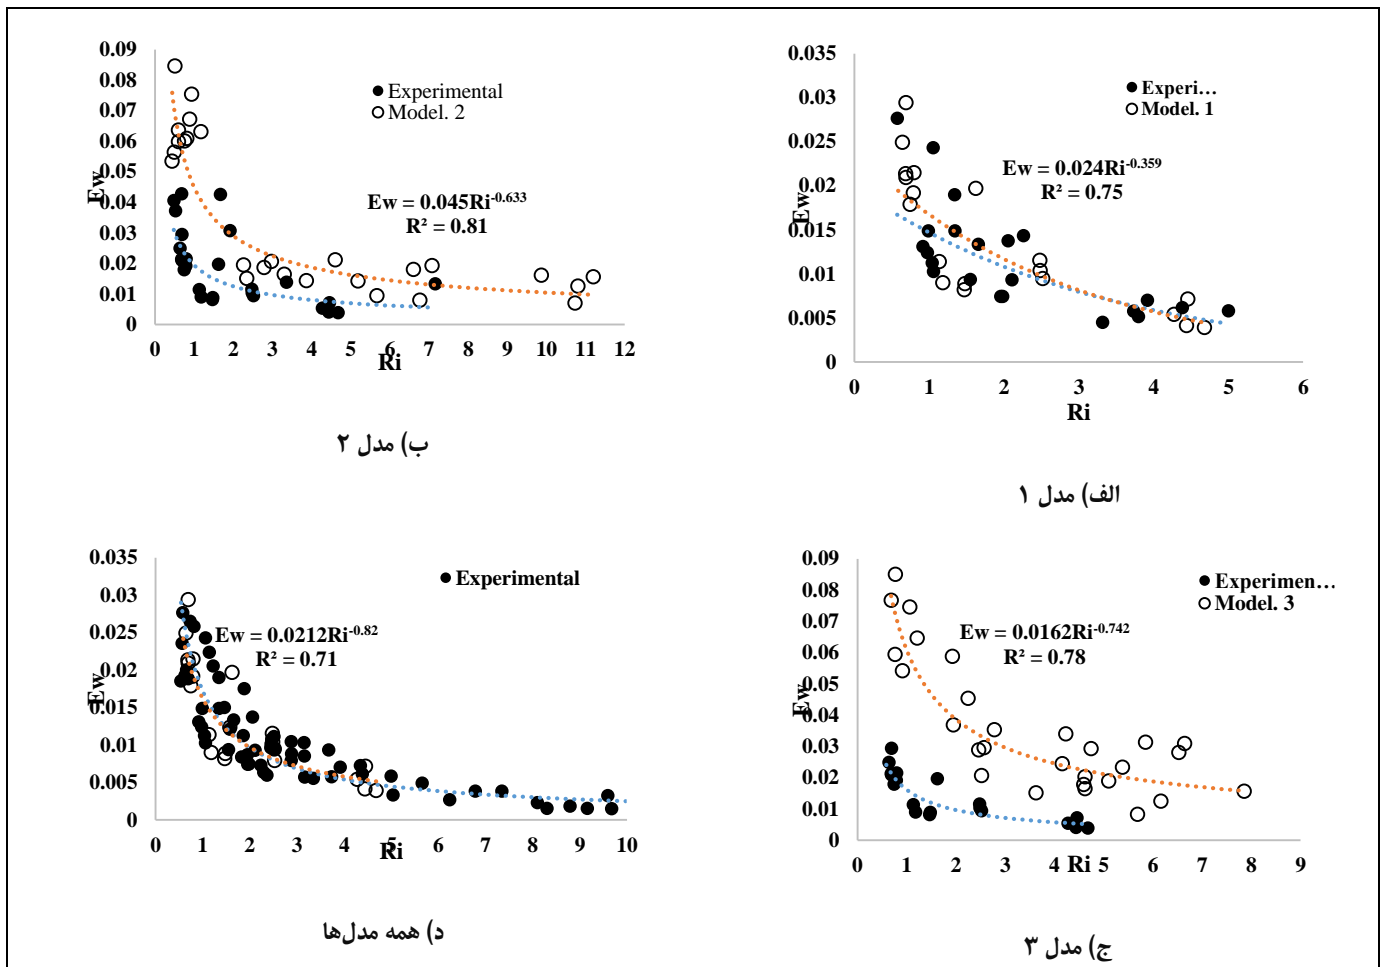 0.09
0.08
0.07
0.06
0.05
0.04
0.03
0.02
0.01
0
Ew
Experimental
Model. 2
Ew = 0.045Ri^-0.633
R² = 0.81
0 1 2 3 4 5 6 7 8 9 10 11 12
Ri
ب) مدل ۲
0.035
0.03
0.025
0.02
0.015
0.01
0.005
0
Ew
Experi...
Model. 1
Ew = 0.024Ri^-0.359
R² = 0.75
0 1 2 3 4 5 6
Ri
الف) مدل ۱
0.035
0.03
0.025
0.02
0.015
0.01
0.005
0
Ew
Experimental
Ew = 0.0212Ri^-0.82
R² = 0.71
0 1 2 3 4 5 6 7 8 9 10
Ri
د) همه مدل‌ها
0.09
0.08
0.07
0.06
0.05
0.04
0.03
0.02
0.01
0
Ew
Experimen...
Model. 3
Ew = 0.0162Ri^-0.742
R² = 0.78
0 1 2 3 4 5 6 7 8 9
Ri
ج) مدل ۳